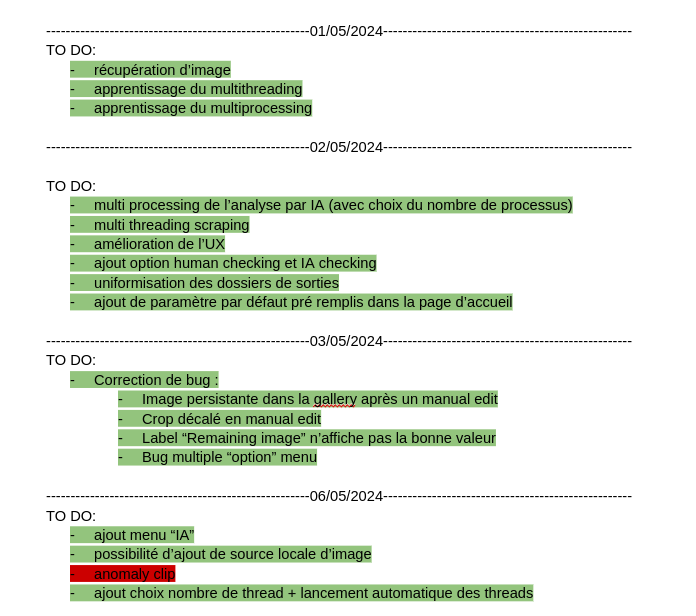 ------------------------------------------------------01/05/2024---------------------------------------------------
TO DO:
- récupération d’image
- apprentissage du multithreading
- apprentissage du multiprocessing
------------------------------------------------------02/05/2024---------------------------------------------------
TO DO:
- multi processing de l’analyse par IA (avec choix du nombre de processus)
- multi threading scraping
- amélioration de l’UX
- ajout option human checking et IA checking
- uniformisation des dossiers de sorties
- ajout de paramètre par défaut pré remplis dans la page d’accueil
------------------------------------------------------03/05/2024---------------------------------------------------
TO DO:
- Correction de bug :
- Image persistante dans la gallery après un manual edit
- Crop décalé en manual edit
- Label “Remaining image” n’affiche pas la bonne valeur
- Bug multiple “option” menu
------------------------------------------------------06/05/2024---------------------------------------------------
TO DO:
- ajout menu “IA”
- possibilité d’ajout de source locale d’image
- anomaly clip
- ajout choix nombre de thread + lancement automatique des threads